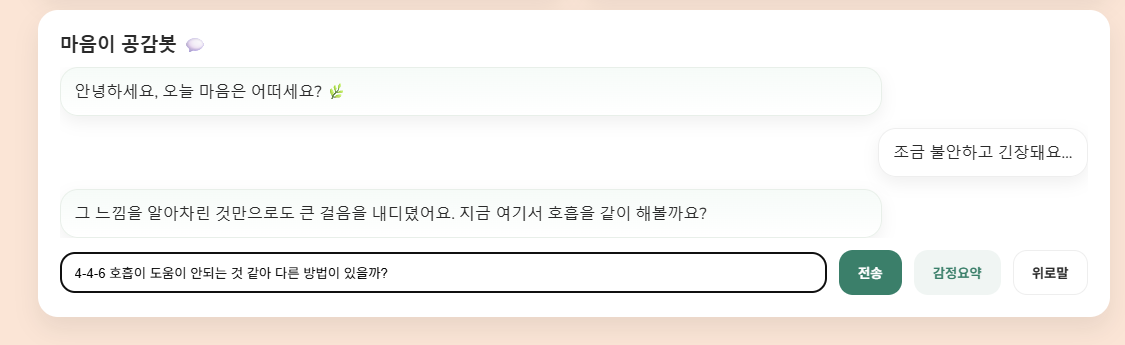 마음이 공감봇 💬
안녕하세요, 오늘 마음은 어떠세요? 🌿
조금 불안하고 긴장돼요…
그 느낌을 알아차린 것만으로도 큰 걸음을 내디뎠어요. 지금 여기서 호흡을 같이 해볼까요?
4-4-6 호흡이 도움이 안되는 것 같아 다른 방법이 있을까?
전송
감정요약
위로말